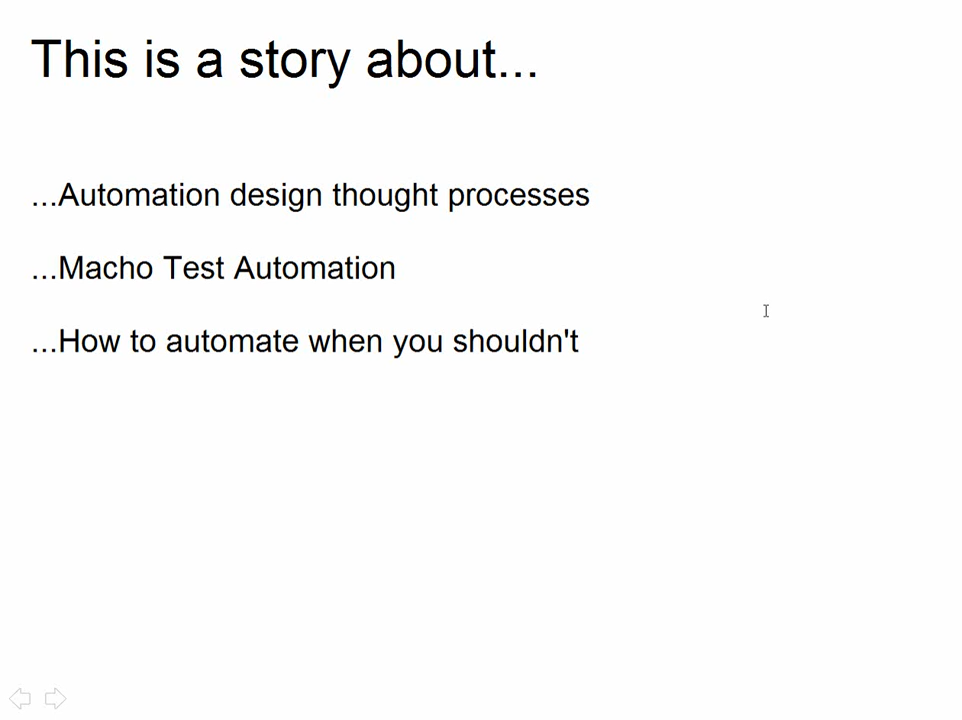 This is a story about...
...Automation design thought processes
...Macho Test Automation
...How to automate when you shouldn't